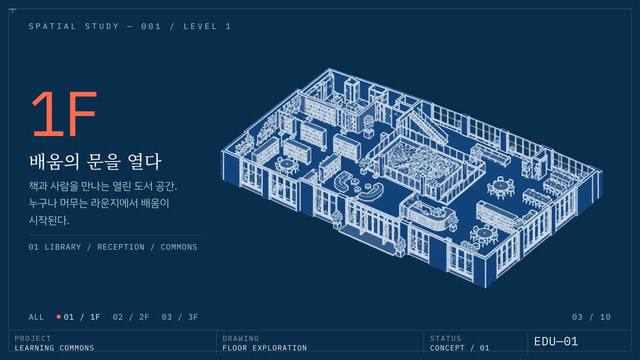 SPATIAL STUDY — 001 / LEVEL 1
1F
배움의 문을 열다
책과 사람을 만나는 열린 도서 공간.
누구나 머무는 라운지에서 배움이
시작된다.
01 LIBRARY / RECEPTION / COMMONS
ALL 01 / 1F 02 / 2F 03 / 3F
03 / 10
PROJECT
LEARNING COMMONS
DRAWING
FLOOR EXPLORATION
STATUS
CONCEPT / 01
EDU—01